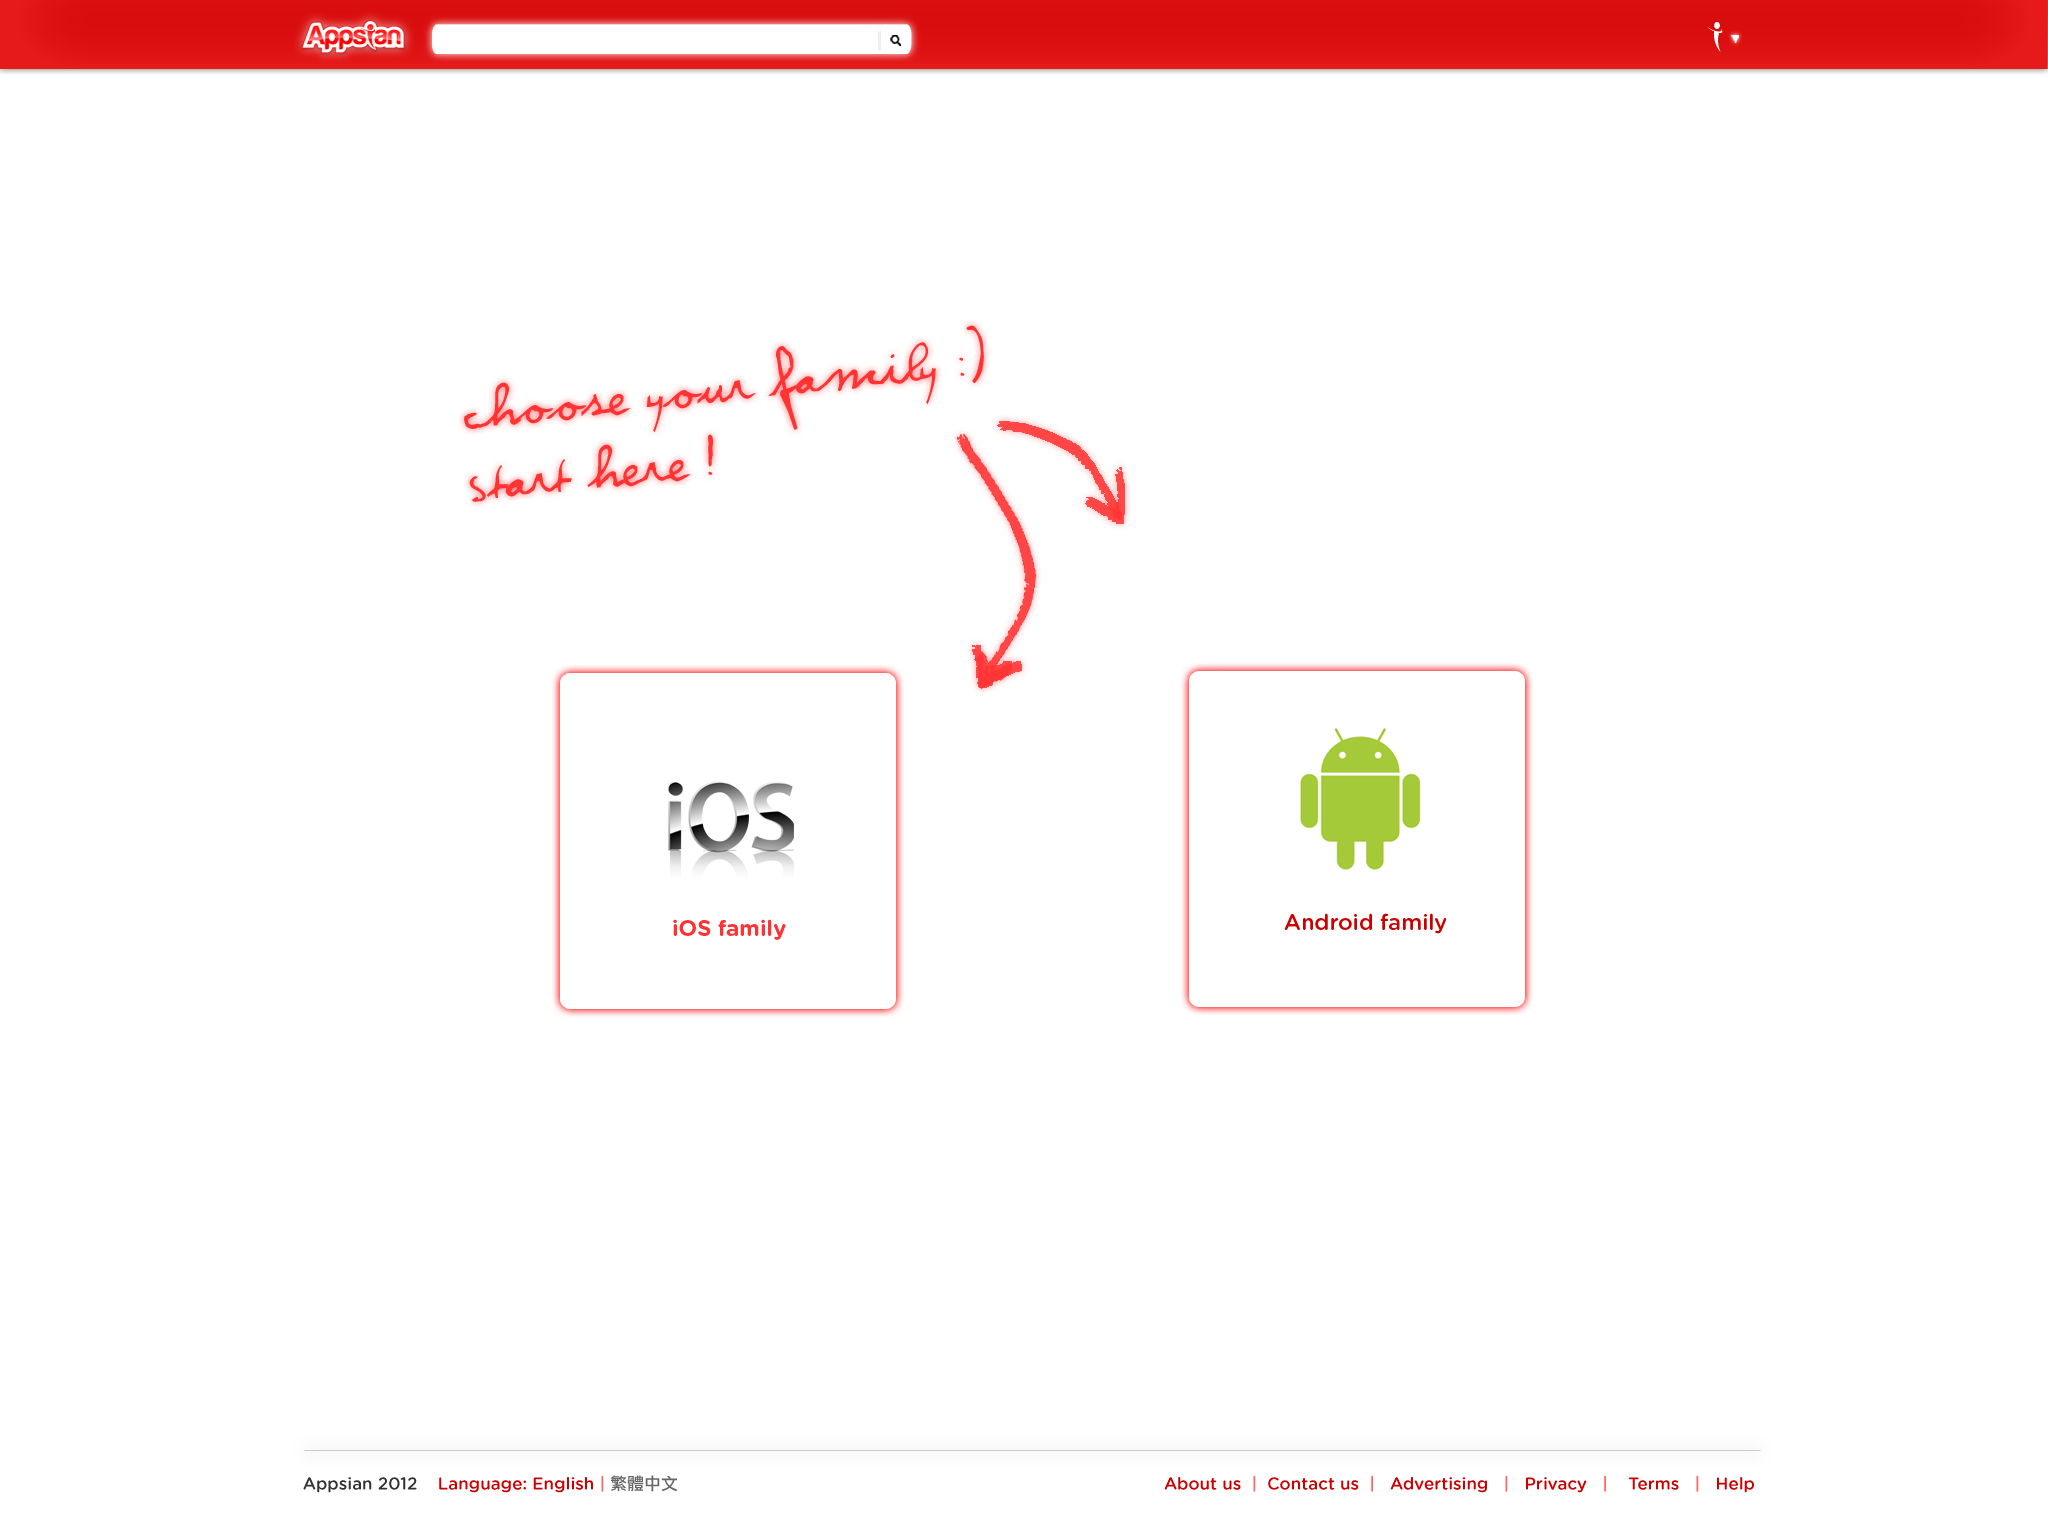 Appsian
choose your family :)
start here !
iOS
iOS family
Android family
Appsian 2012 Language: English | 繁體中文
About us | Contact us | Advertising | Privacy | Terms | Help